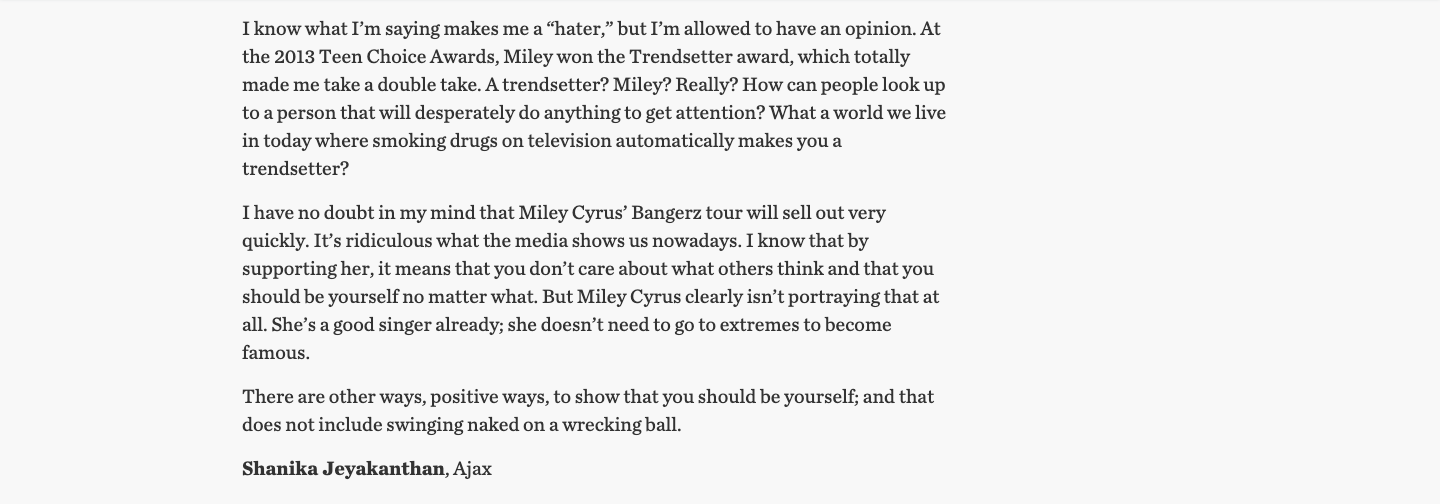 I know what I’m saying makes me a “hater,” but I’m allowed to have an opinion. At
the 2013 Teen Choice Awards, Miley won the Trendsetter award, which totally
made me take a double take. A trendsetter? Miley? Really? How can people look up
to a person that will desperately do anything to get attention? What a world we live
in today where smoking drugs on television automatically makes you a
trendsetter?
I have no doubt in my mind that Miley Cyrus’ Bangerz tour will sell out very
quickly. It’s ridiculous what the media shows us nowadays. I know that by
supporting her, it means that you don’t care about what others think and that you
should be yourself no matter what. But Miley Cyrus clearly isn’t portraying that at
all. She’s a good singer already; she doesn’t need to go to extremes to become
famous.
There are other ways, positive ways, to show that you should be yourself; and that
does not include swinging naked on a wrecking ball.
Shanika Jeyakanthan, Ajax